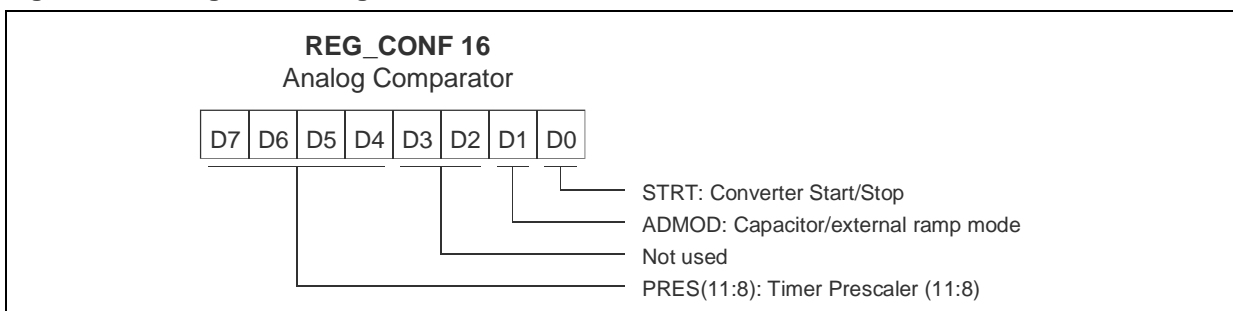 REG_CONF 16
Analog Comparator
D7 D6 D5 D4 D3 D2 D1 D0
STRT: Converter Start/Stop
ADMOD: Capacitor/external ramp mode
Not used
PRES(11:8): Timer Prescaler (11:8)